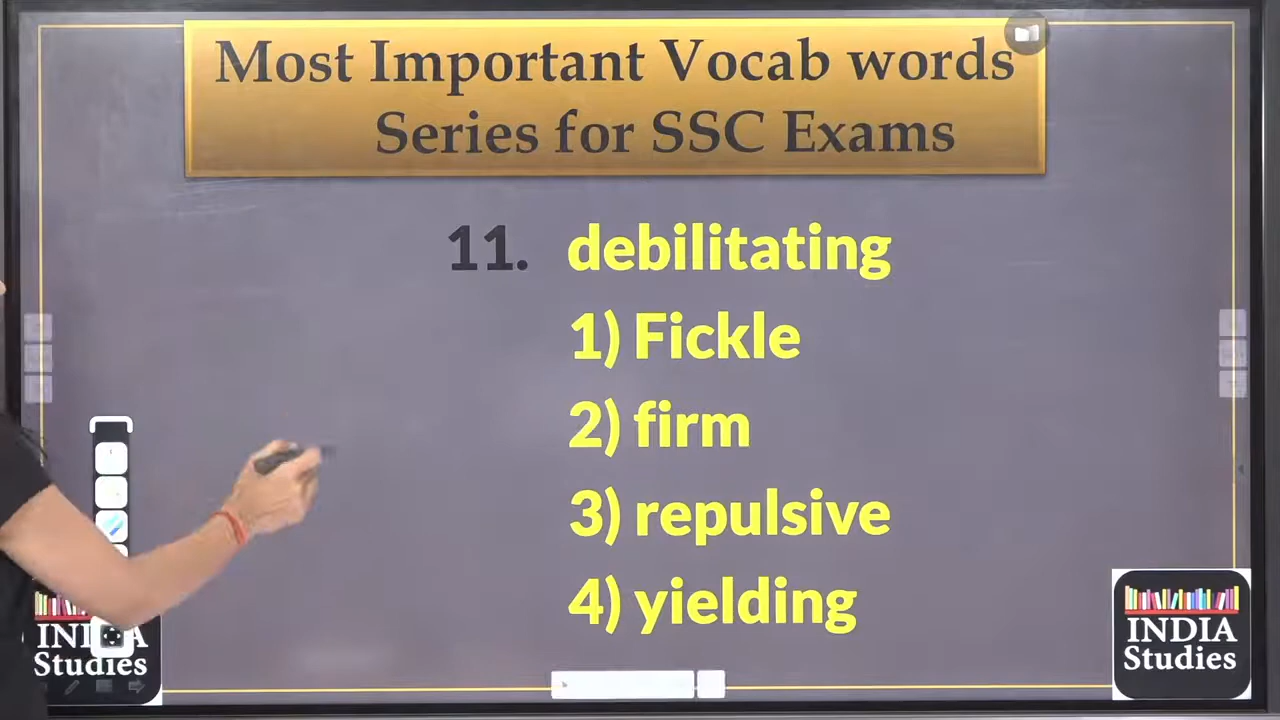 Most Important Vocab words
Series for SSC Exams
11. debilitating
1) Fickle
2) firm
3) repulsive
4) yielding
INDIA
Studies
INDIA
Studies